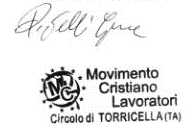 Movimento
Cristiano
Lavoratori
Circolo di TORRICELLA (TA)